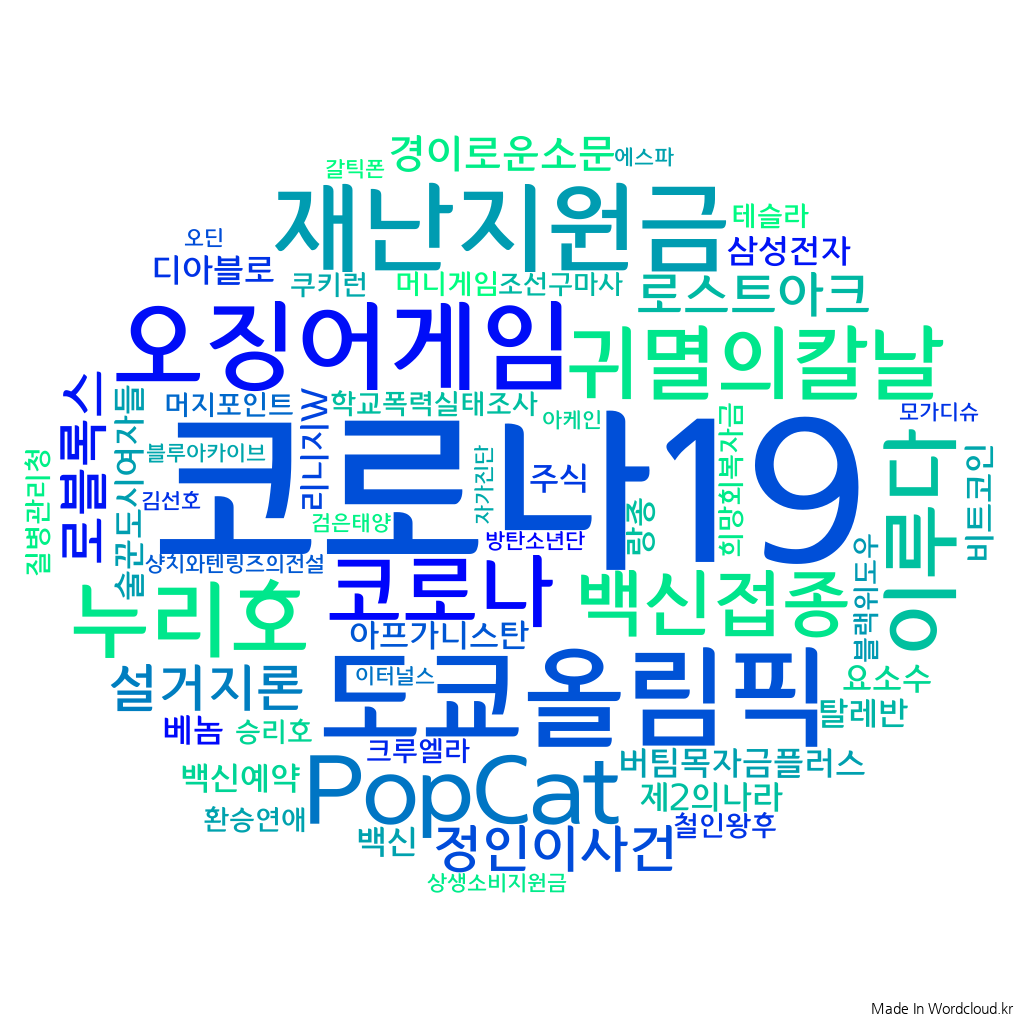 경이로운소문
에스파
갈틱폰
재난지원금
테슬라
오딘
삼성전자
디아블로
쿠키런
머니게임
조선구마사
로스트아크
오징어게임
귀멸의칼날
로블록스
술꾼도시여자들
머지포인트
리니지W
학교폭력실태조사
아케인
희망회복자금
모가디슈
코로나19
이루다
비트코인
질병관리청
블루아카이브
자가진단
주식
김선호
검은태양
방탄소년단
랑종
블랙위도우
샹치와텐링즈의전설
누리호
코로나
백신접종
아프가니스탄
설거지론
이터널스
도쿄올림픽
요소수
탈레반
베놈
승리호
크루엘라
버팀목자금플러스
백신예약
PopCat
제2의나라
환승연애
백신
정인이사건
철인왕후
상생소비지원금
Made In Wordcloud.kr